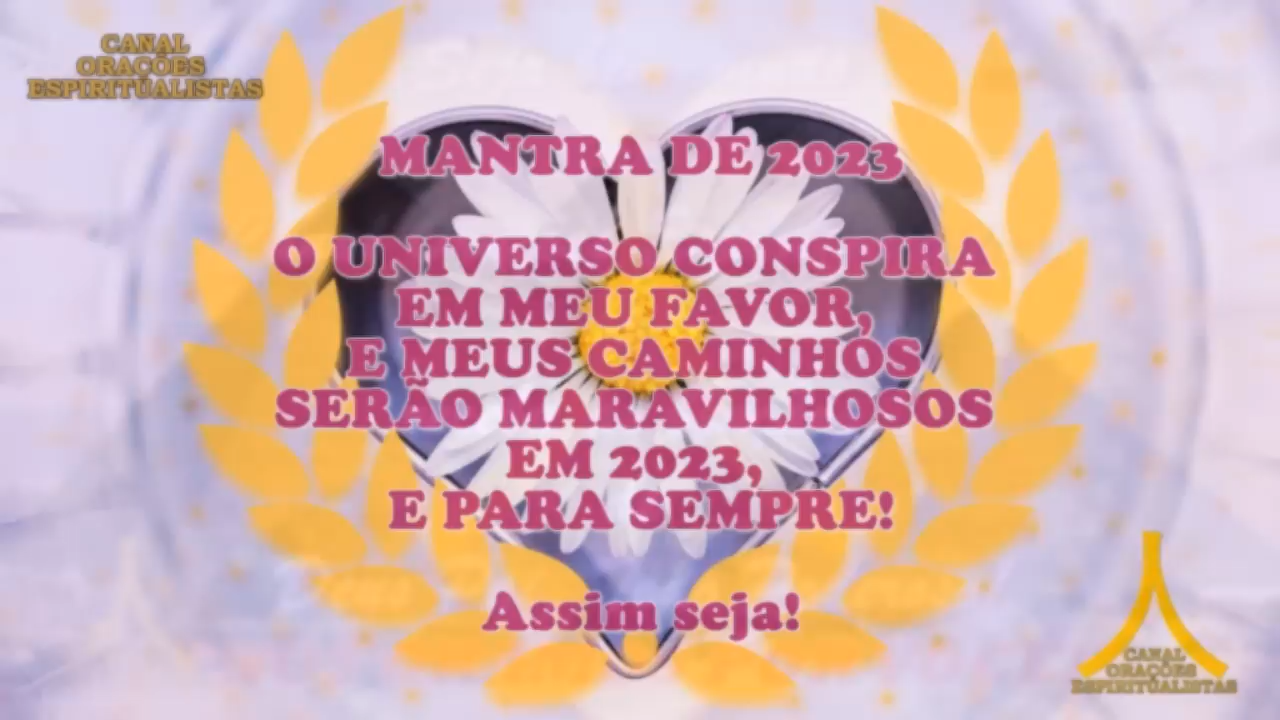 CANAL
ORAÇÕES
ESPIRITUALISTAS
MANTRA DE 2023
O UNIVERSO CONSPIRA
EM MEU FAVOR,
E MEUS CAMINHOS
SERÃO MARAVILHOSOS
EM 2023,
E PARA SEMPRE!
Assim seja!
CANAL
ORAÇÕES
ESPIRITUALISTAS